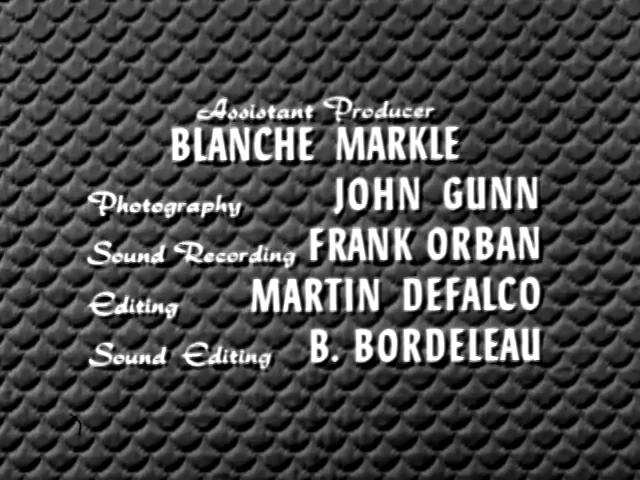 Assistant Producer
BLANCHE MARKLE
Photography JOHN GUNN
Sound Recording FRANK ORBAN
Editing MARTIN DEFALCO
Sound Editing B. BORDELEAU